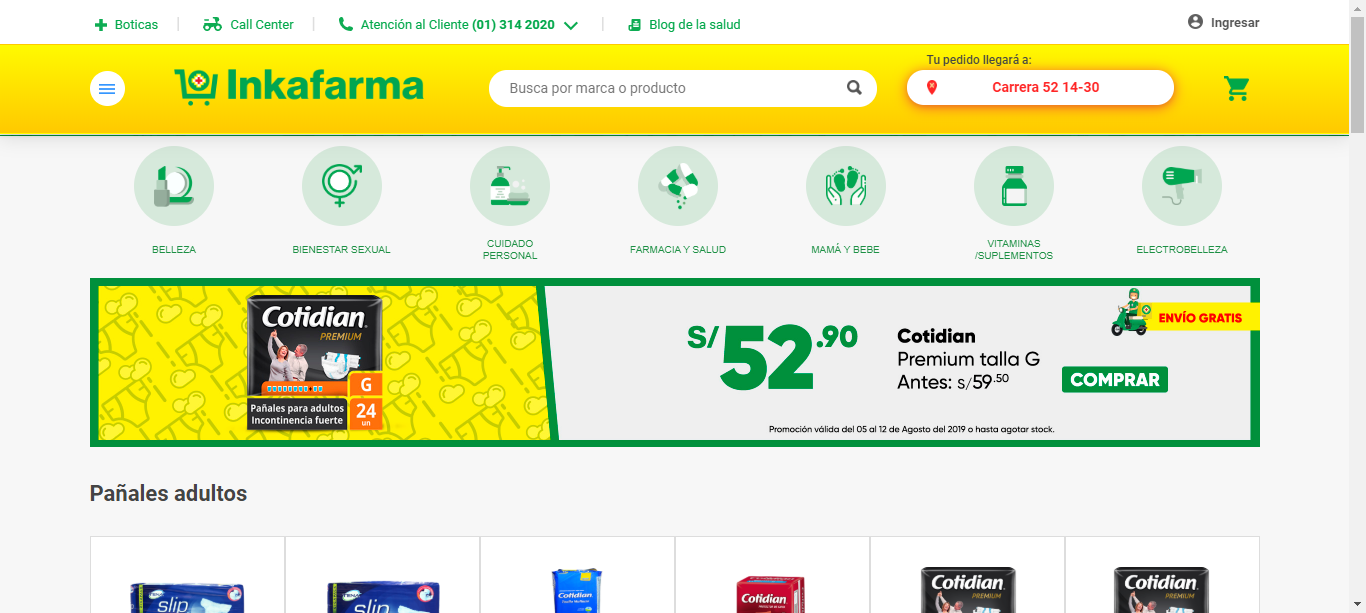 Boticas
Call Center
Atención al Cliente (01) 314 2020
Blog de la salud
Ingresar
Inkafarma
Busca por marca o producto
Tu pedido llegará a:
Carrera 52 14-30
BELLEZA
BIENESTAR SEXUAL
CUIDADO
PERSONAL
FARMACIA Y SALUD
MAMÁ Y BEBE
VITAMINAS
/SUPLEMENTOS
ELECTROBELLEZA
Cotidian
PREMIUM
G
24
un
Pañales para adultos
Incontinencia fuerte
S/52.90
Cotidian
Premium talla G
Antes: s/59.50
ENVÍO GRATIS
COMPRAR
Promoción válida del 05 al 12 de Agosto del 2019 o hasta agotar stock.
Pañales adultos
TENA
slip
TENA
slip
Cotidian
Cotidian
Cotidian
PREMIUM
Cotidian
PREMIUM